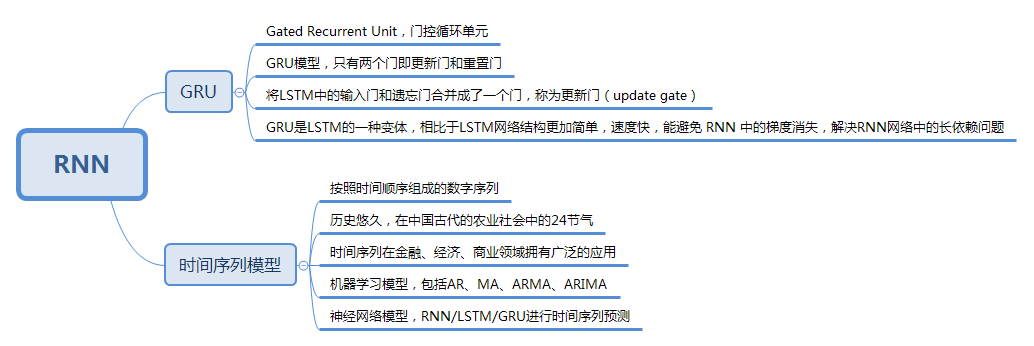 RNN
GRU
Gated Recurrent Unit，门控循环单元
GRU模型，只有两个门即更新门和重置门
将LSTM中的输入门和遗忘门合并成了一个门，称为更新门（update gate）
GRU是LSTM的一种变体，相比于LSTM网络结构更加简单，速度快，能避免 RNN 中的梯度消失，解决RNN网络中的长依赖问题
时间序列模型
按照时间顺序组成的数字序列
历史悠久，在中国古代的农业社会中的24节气
时间序列在金融、经济、商业领域拥有广泛的应用
机器学习模型，包括AR、MA、ARMA、ARIMA
神经网络模型，RNN/LSTM/GRU进行时间序列预测